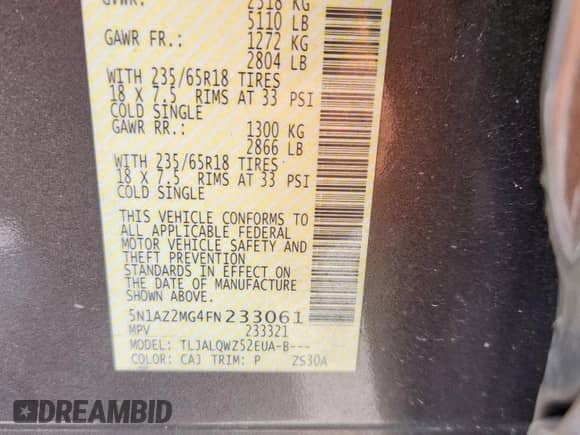 GVWR: 2318 KG
5110 LB
GAWR FR.: 1272 KG
2804 LB
WITH 235/65R18 TIRES
18 X 7.5 RIMS AT 33 PSI
COLD SINGLE
GAWR RR.: 1300 KG
2866 LB
WITH 235/65R18 TIRES
18 X 7.5 RIMS AT 33 PSI
COLD SINGLE
THIS VEHICLE CONFORMS TO
ALL APPLICABLE FEDERAL
MOTOR VEHICLE SAFETY AND
THEFT PREVENTION
STANDARDS IN EFFECT ON
THE DATE OF MANUFACTURE
SHOWN ABOVE.
5N1AZ2MG4FN233061
MPV 233321
MODEL: TLJALQWZ52EUA-B---
COLOR: CAJ TRIM: P ZS30A
DREAMBID